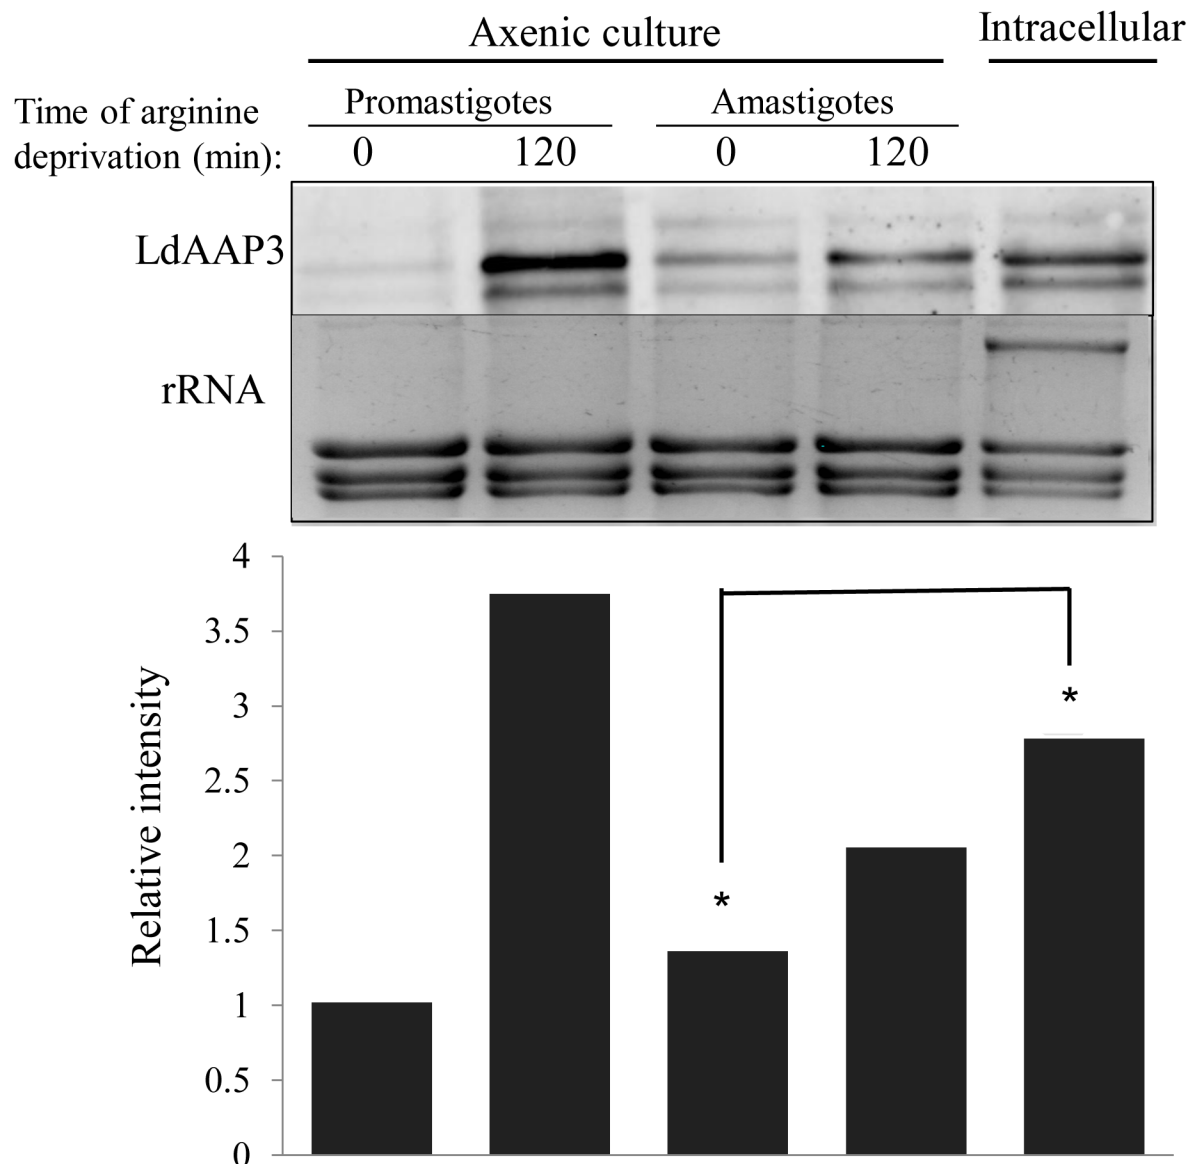 Axenic culture
Intracellular
Time of arginine
deprivation (min):
Promastigotes
Amastigotes
0
120
0
120
LdAAP3
rRNA
Relative intensity
4
3.5
3
2.5
2
1.5
1
0.5
0
*
*